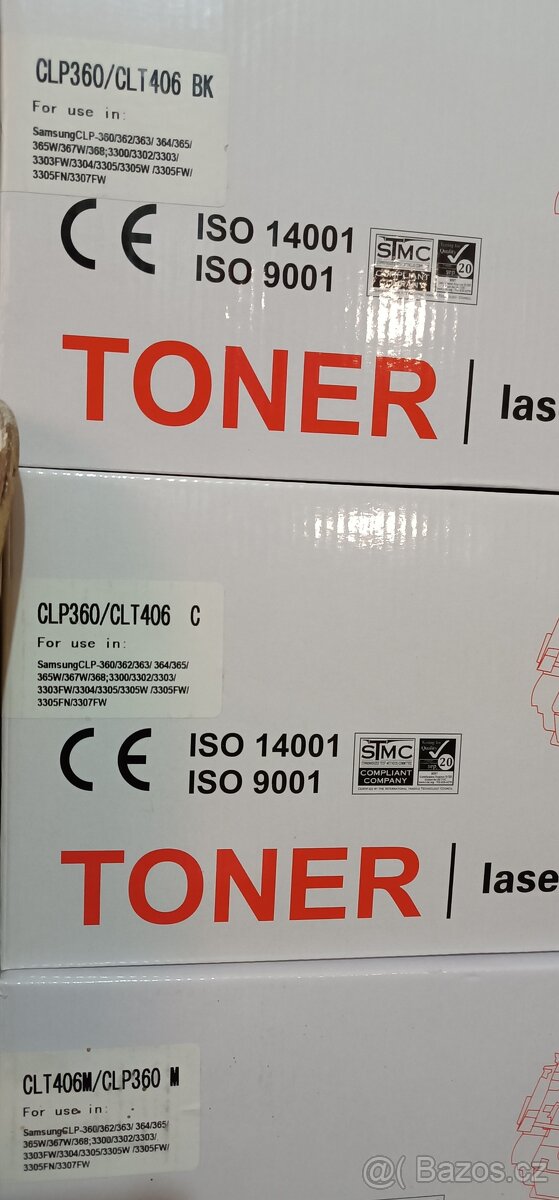 CLP360/CLT406 BK
For use in:
SamsungCLP-360/362/363/ 364/365/
365W/367W/368;3300/3302/3303/
3303FW/3304/3305/3305W /3305FW/
3305FN/3307FW
CE
ISO 14001
ISO 9001
STMC
COMPLIANT
20
TONER
las
CLP360/CLT406 C
For use in:
SamsungCLP-360/362/363/ 364/365/
365W/367W/368;3300/3302/3303/
3303FW/3304/3305/3305W /3305FW/
3305FN/3307FW
CE
ISO 14001
ISO 9001
STMC
COMPLIANT
COMPANY
Quality
20
TONER
lase
CLT406M/CLP360 M
For use in:
SamsungCLP-360/362/363/ 364/365/
365W/367W/368;3300/3302/3303/
3303FW/3304/3305/3305W /3305FW/
3305FN/3307FW
@ Bazos.cz